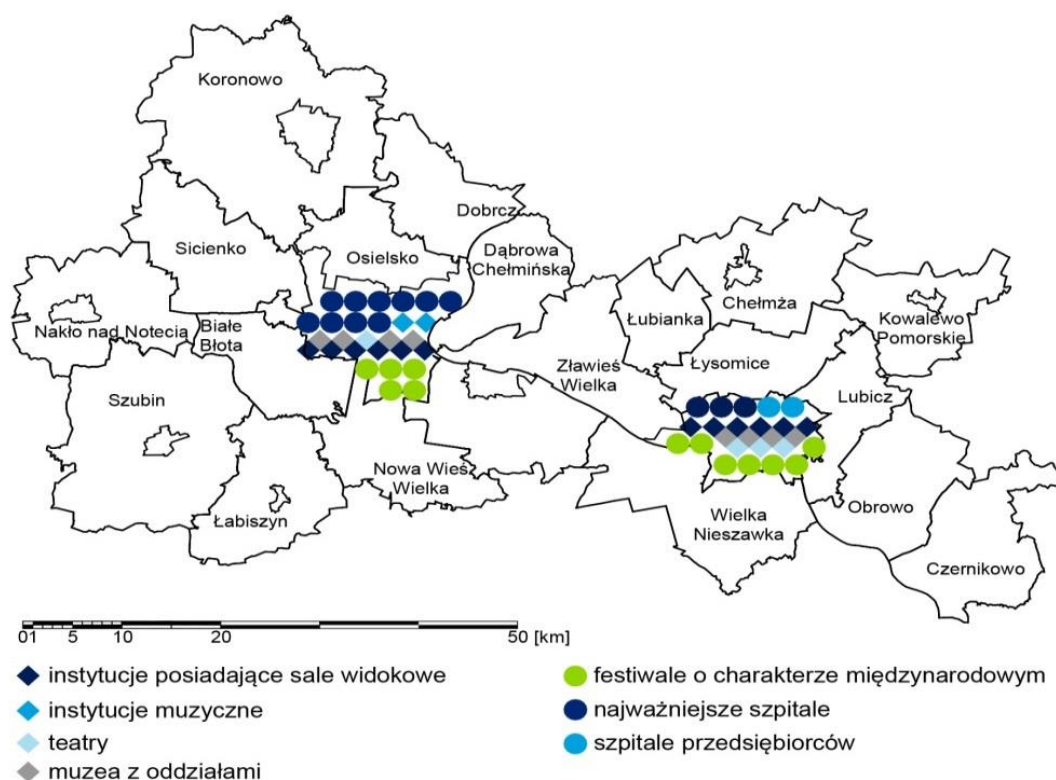 Koronowo
Dobrcz
Sicienko
Osielsko
Dąbrowa
Chełmińska
Nakło nad Notecia
Białe
Błota
Szubin
Nowa Wieś
Wielka
Łabiszyn
Zławieś
Wielka
Łubianka
Chełmża
Kowalewo
Pomorskie
Łysomice
Lubicz
Wielka
Nieszawka
Obrowo
Czernikowo
01 5 10 20 50 [km]
instytucje posiadające sale widokowe
instytucje muzyczne
teatry
muzea z oddziałami
festiwale o charakterze międzynarodowym
najważniejsze szpitale
szpitale przedsiębiorców